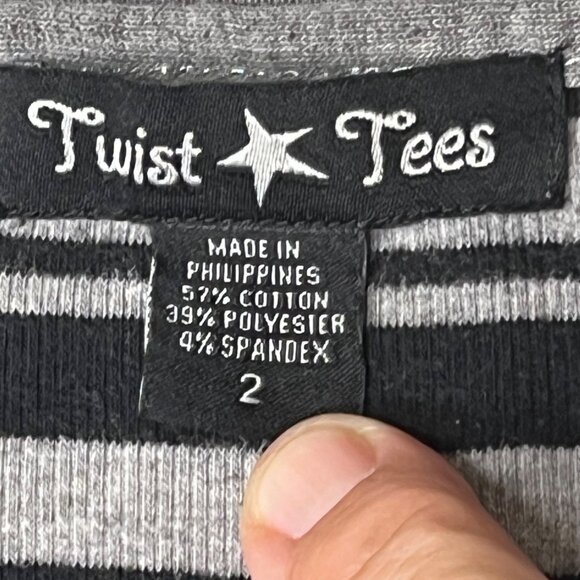 Twist Tees
MADE IN
PHILIPPINES
57% COTTON
39% POLYESTER
4% SPANDEX
2